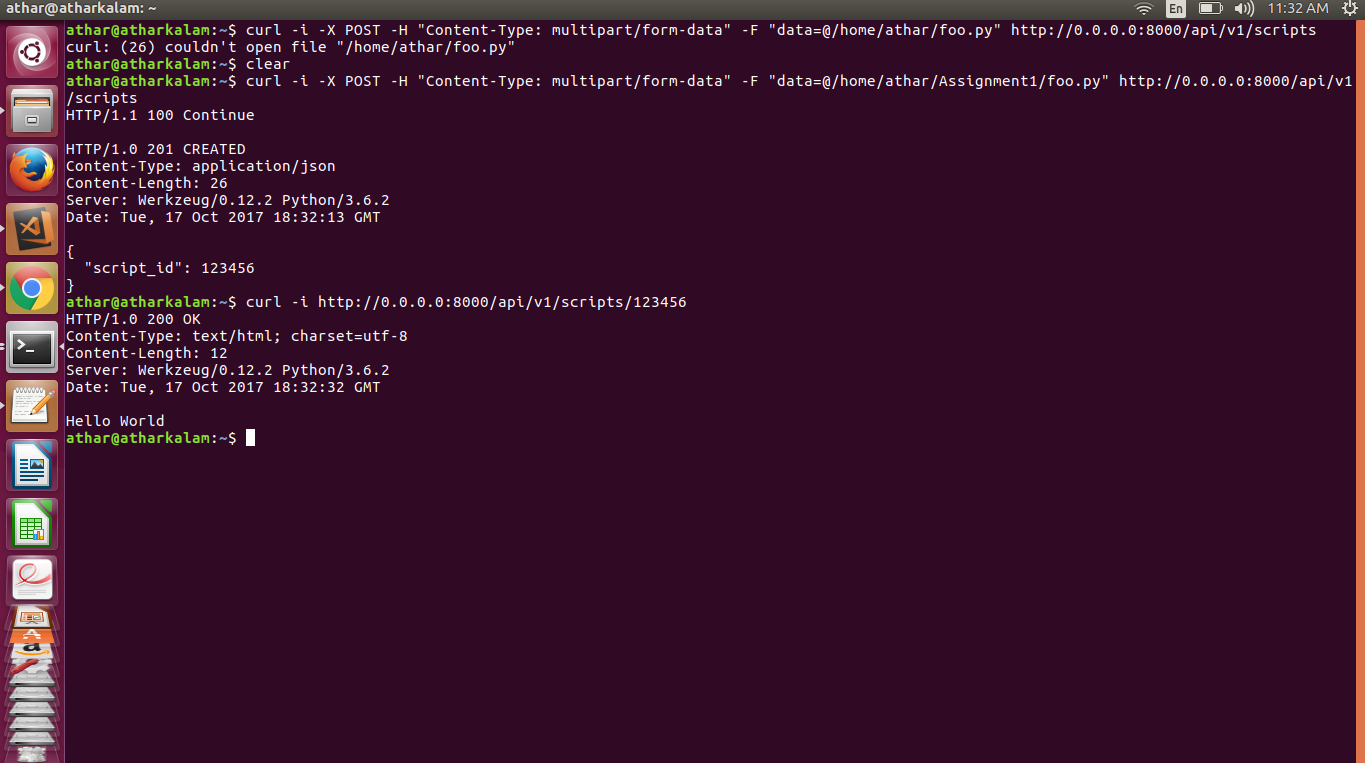 athar@atharkalam: ~
En
11:32 AM
athar@atharkalam:~$ curl -i -X POST -H "Content-Type: multipart/form-data" -F "data=@/home/athar/foo.py" http://0.0.0.0:8000/api/v1/scripts
curl: (26) couldn't open file "/home/athar/foo.py"
athar@atharkalam:~$ clear
athar@atharkalam:~$ curl -i -X POST -H "Content-Type: multipart/form-data" -F "data=@/home/athar/Assignment1/foo.py" http://0.0.0.0:8000/api/v1
/scripts
HTTP/1.1 100 Continue
HTTP/1.0 201 CREATED
Content-Type: application/json
Content-Length: 26
Server: Werkzeug/0.12.2 Python/3.6.2
Date: Tue, 17 Oct 2017 18:32:13 GMT
{
  "script_id": 123456
}
athar@atharkalam:~$ curl -i http://0.0.0.0:8000/api/v1/scripts/123456
HTTP/1.0 200 OK
Content-Type: text/html; charset=utf-8
Content-Length: 12
Server: Werkzeug/0.12.2 Python/3.6.2
Date: Tue, 17 Oct 2017 18:32:32 GMT
Hello World
athar@atharkalam:~$